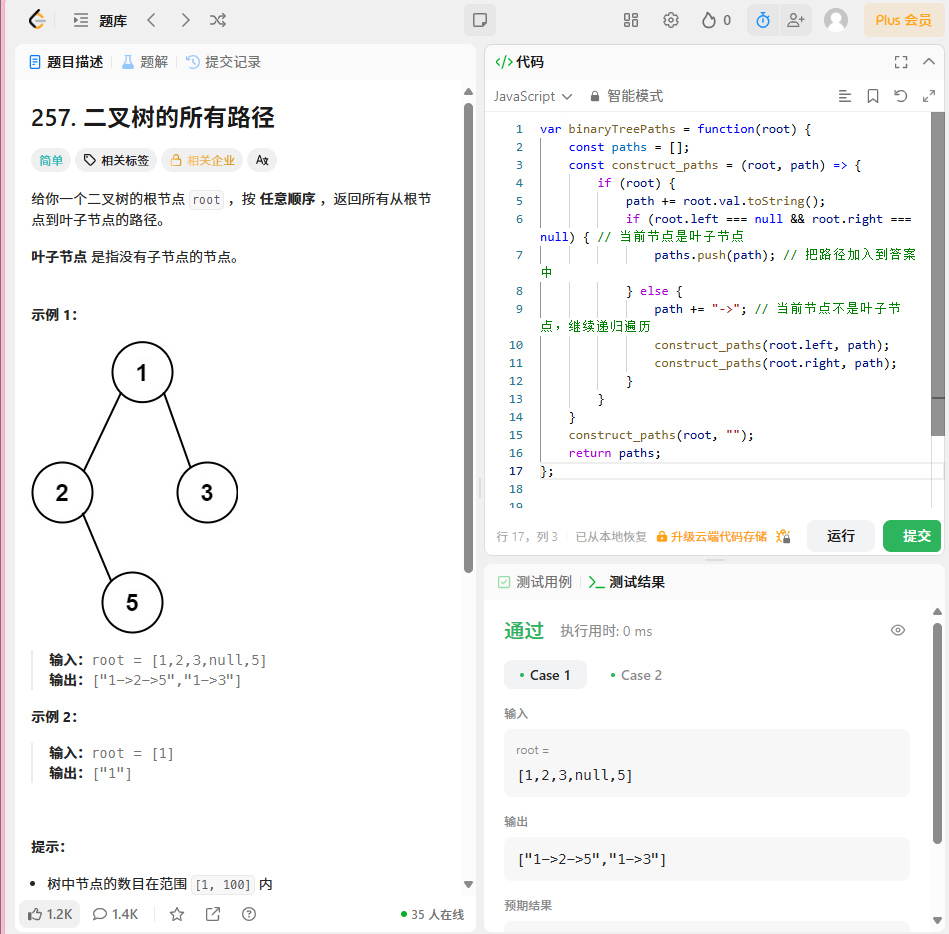 题库
0
Plus 会员
题目描述
题解
提交记录
257. 二叉树的所有路径
简单
相关标签
相关企业
Az
给你一个二叉树的根节点 root ，按 任意顺序 ，返回所有从根节
点到叶子节点的路径。
叶子节点 是指没有子节点的节点。
示例 1：
1
2
3
5
输入：root = [1,2,3,null,5]
输出：["1->2->5","1->3"]
示例 2：
输入：root = [1]
输出：["1"]
提示：
树中节点的数目在范围 [1, 100] 内
1.2K
1.4K
35 人在线
代码
JavaScript
智能模式
1 var binaryTreePaths = function(root) {
2 const paths = [];
3 const construct_paths = (root, path) => {
4 if (root) {
5 path += root.val.toString();
6 if (root.left === null && root.right ===
null) { // 当前节点是叶子节点
7 paths.push(path); // 把路径加入到答案
中
8 } else {
9 path += "->"; // 当前节点不是叶子节
点，继续递归遍历
10 construct_paths(root.left, path);
11 construct_paths(root.right, path);
12 }
13 }
14 }
15 construct_paths(root, "");
16 return paths;
17 };
18
19
行 17，列 3
已从本地恢复
升级云端代码存储
运行
提交
测试用例
测试结果
通过
执行用时: 0 ms
Case 1
Case 2
输入
root =
[1,2,3,null,5]
输出
["1->2->5","1->3"]
预期结果